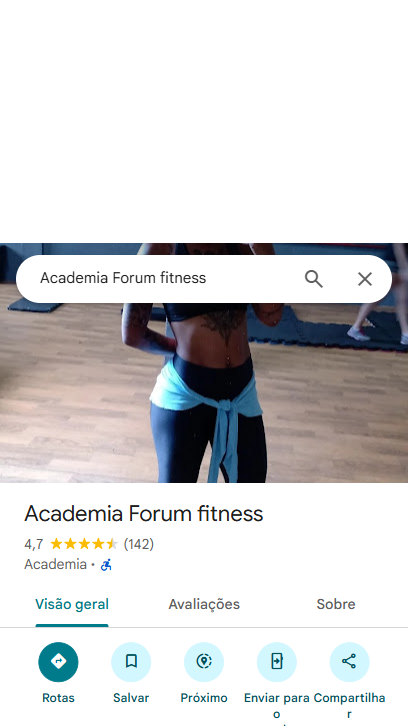 Academia Forum fitness
Academia Forum fitness
4,7 (142)
Academia ·
Visão geral Avaliações Sobre
Rotas Salvar Próximo Enviar para o Compartilhar